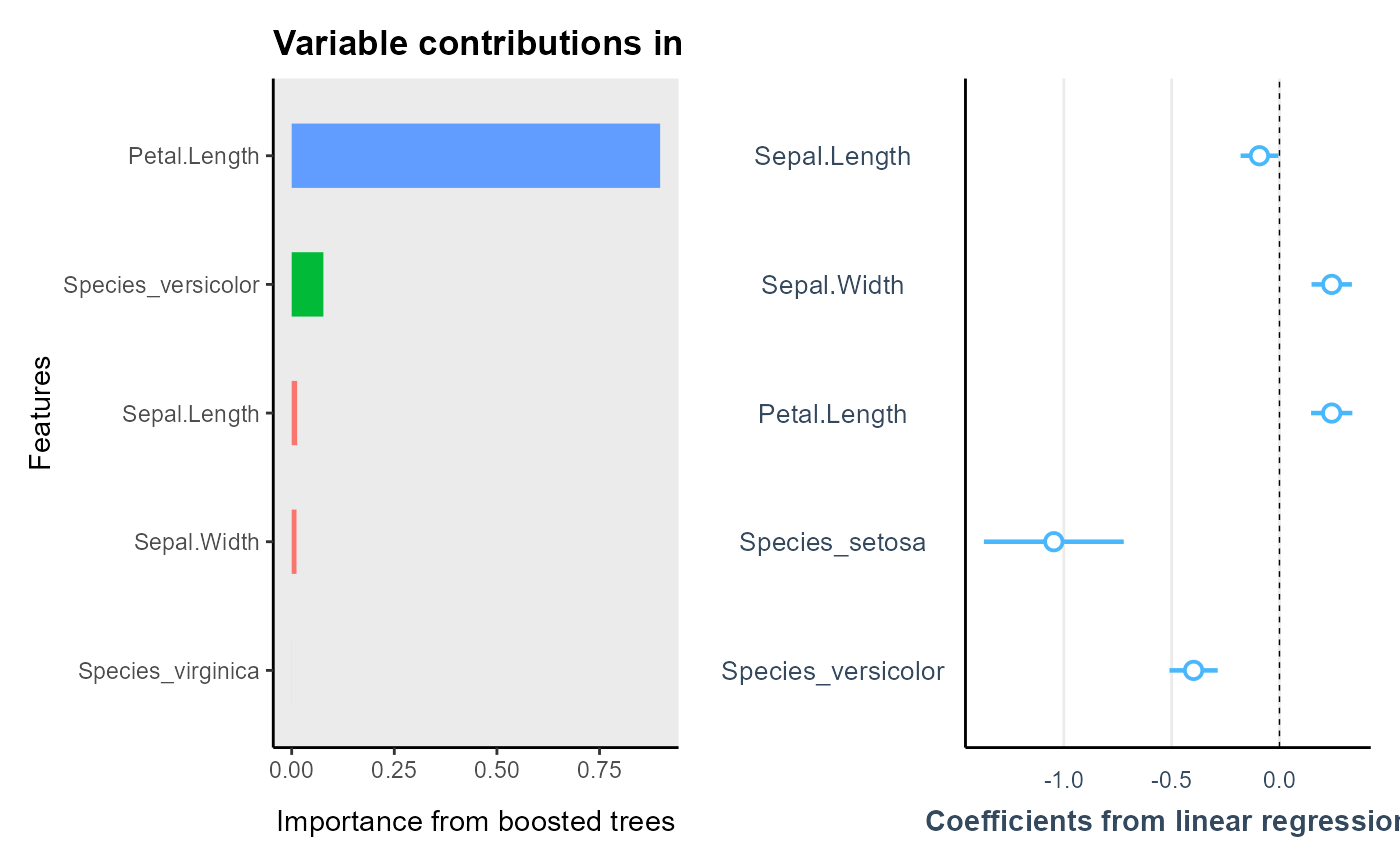 Variable contributions in
Features
Petal.Length
Species_versicolor
Sepal.Length
Sepal.Width
Species_virginica
0.00 0.25 0.50 0.75
Importance from boosted trees
Sepal.Length
Sepal.Width
Petal.Length
Species_setosa
Species_versicolor
-1.0 -0.5 0.0
Coefficients from linear regression